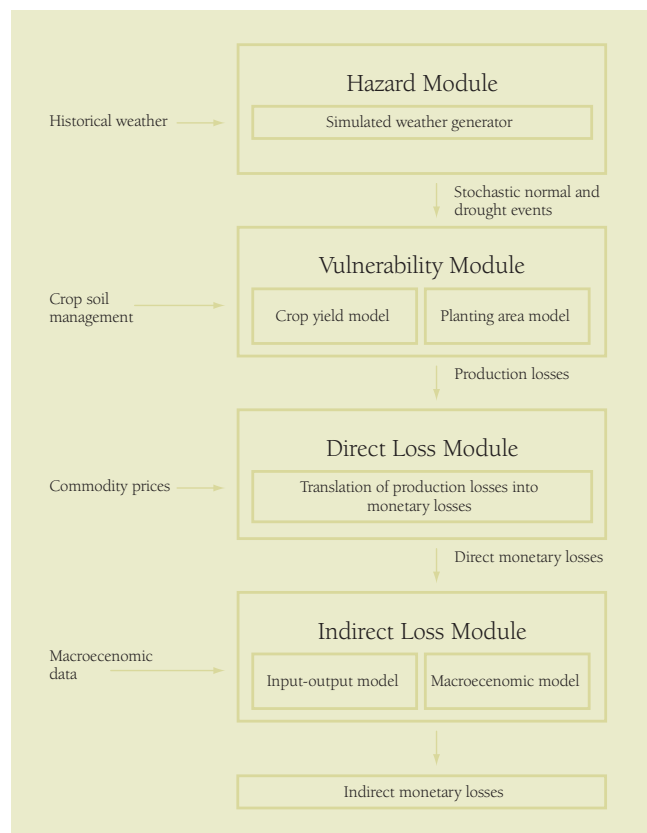 Hazard Module
Historical weather
Simulated weather generator
Stochastic normal and
drought events
Vulnerability Module
Crop soil
management
Crop yield model
Planting area model
Production losses
Direct Loss Module
Commodity prices
Translation of production losses into
monetary losses
Direct monetary losses
Indirect Loss Module
Macroecenomic
data
Input-output model
Macroecenomic model
Indirect monetary losses